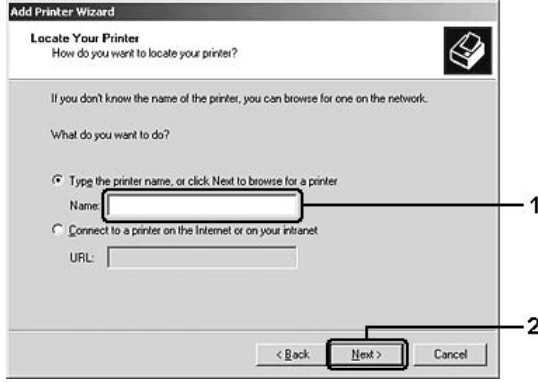 Add Printer Wizard
Locate Your Printer
How do you want to locate your printer?
If you don't know the name of the printer, you can browse for one on the network.
What do you want to do?
Type the printer name, or click Next to browse for a printer
Name:
1
Connect to a printer on the Internet or on your intranet
URL:
2
< Back Next > Cancel